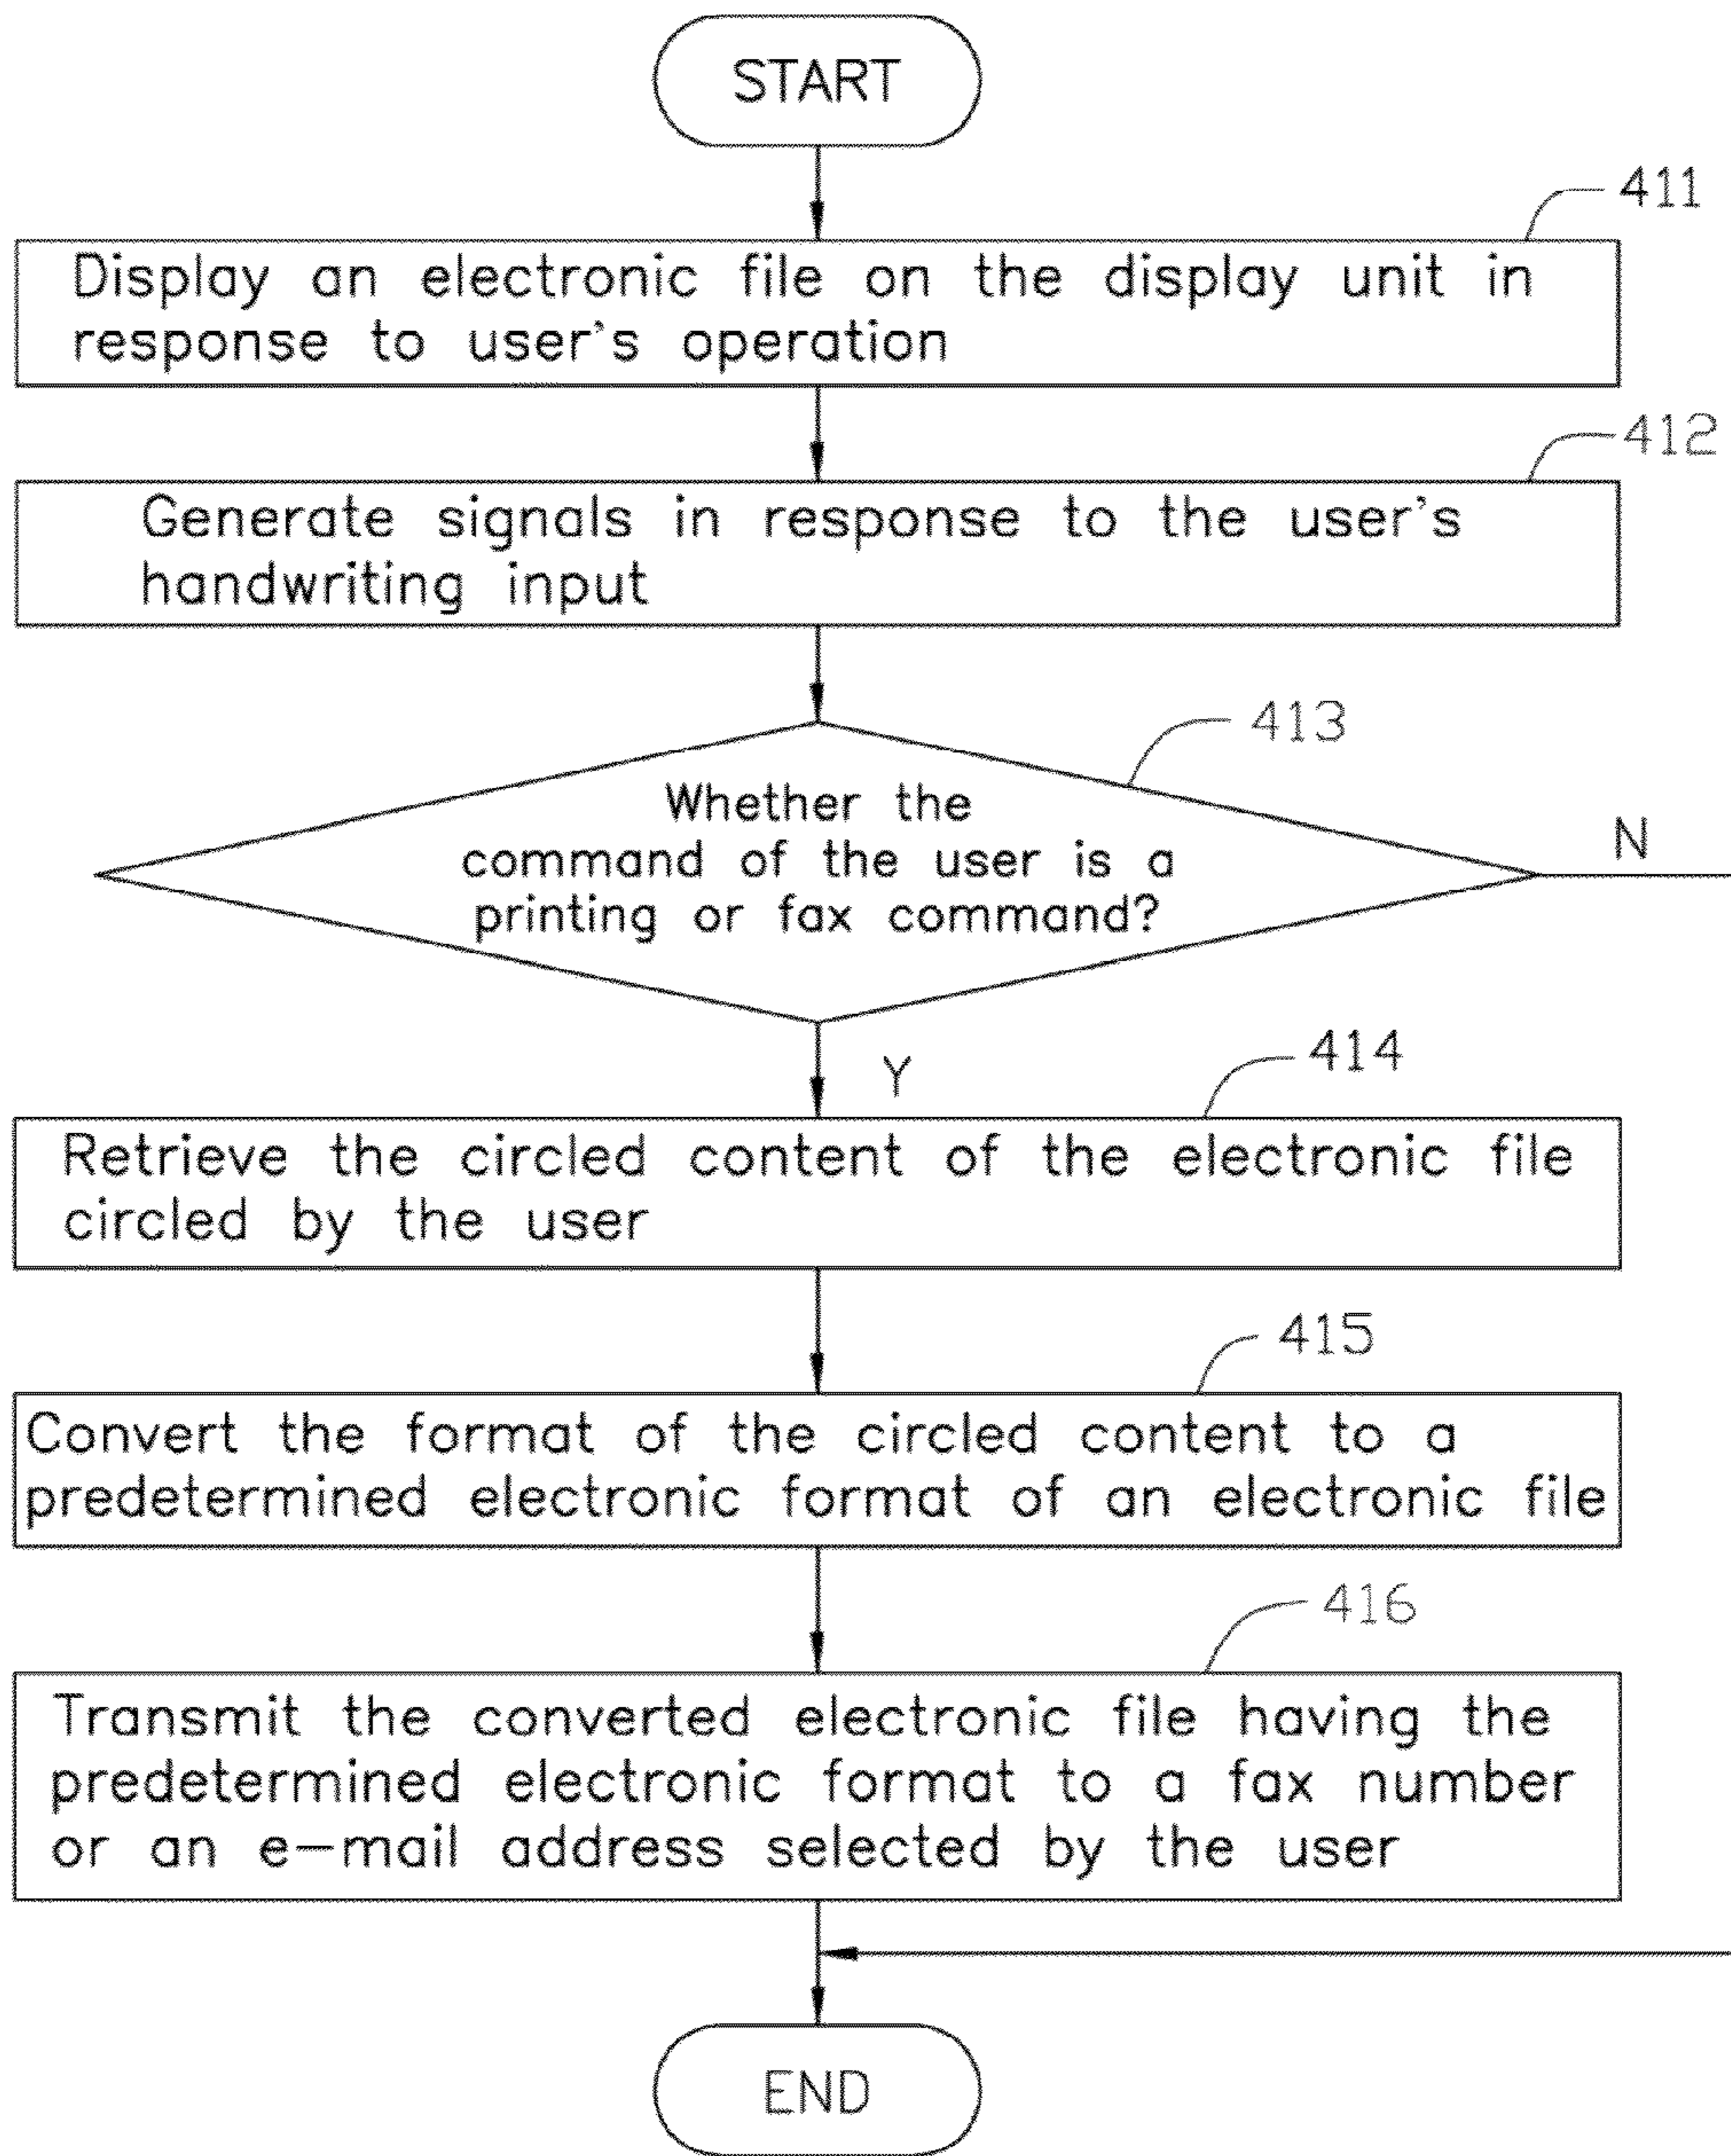 START
411
Display an electronic file on the display unit in
response to user's operation
412
Generate signals in response to the user's
handwriting input
413
Whether the
command of the user is a
printing or fax command?
N
Y
414
Retrieve the circled content of the electronic file
circled by the user
415
Convert the format of the circled content to a
predetermined electronic format of an electronic file
416
Transmit the converted electronic file having the
predetermined electronic format to a fax number
or an e-mail address selected by the user
END